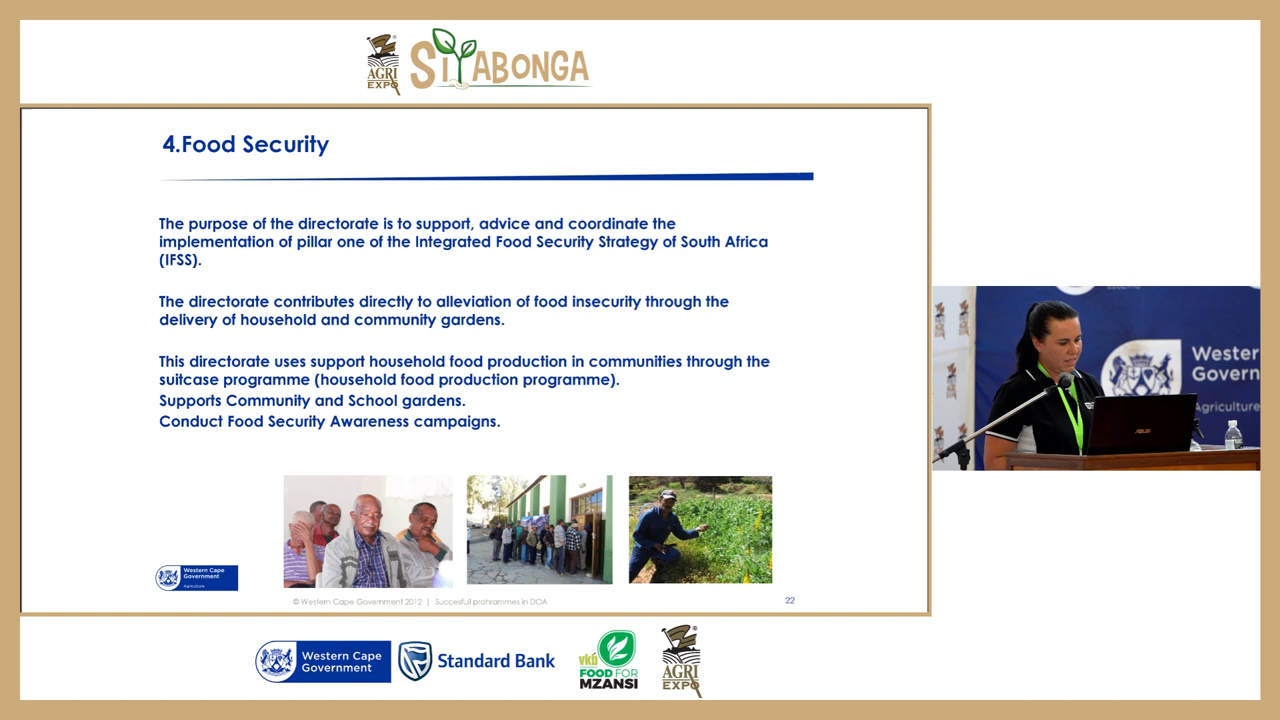 AGRI
EXPO
SIYABONGA
4.Food Security
The purpose of the directorate is to support, advice and coordinate the
implementation of pillar one of the Integrated Food Security Strategy of South Africa
(IFSS).
The directorate contributes directly to alleviation of food insecurity through the
delivery of household and community gardens.
This directorate uses support household food production in communities through the
suitcase programme (household food production programme).
Supports Community and School gardens.
Conduct Food Security Awareness campaigns.
Western Cape
Government
Agriculture
© Western Cape Government 2012 | Succesfull prohrammes in DOA
22
Wester
Govern
Agriculture
ASUS
Western Cape
Government
Standard Bank
vkb
FOOD FOR
MZANSI
AGRI
EXPO